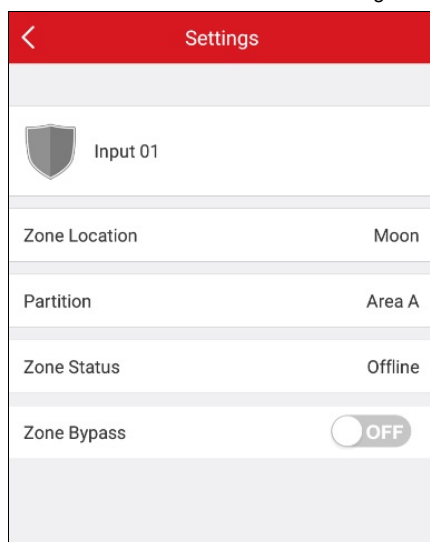 Settings
Input 01
Zone Location Moon
Partition Area A
Zone Status Offline
Zone Bypass OFF